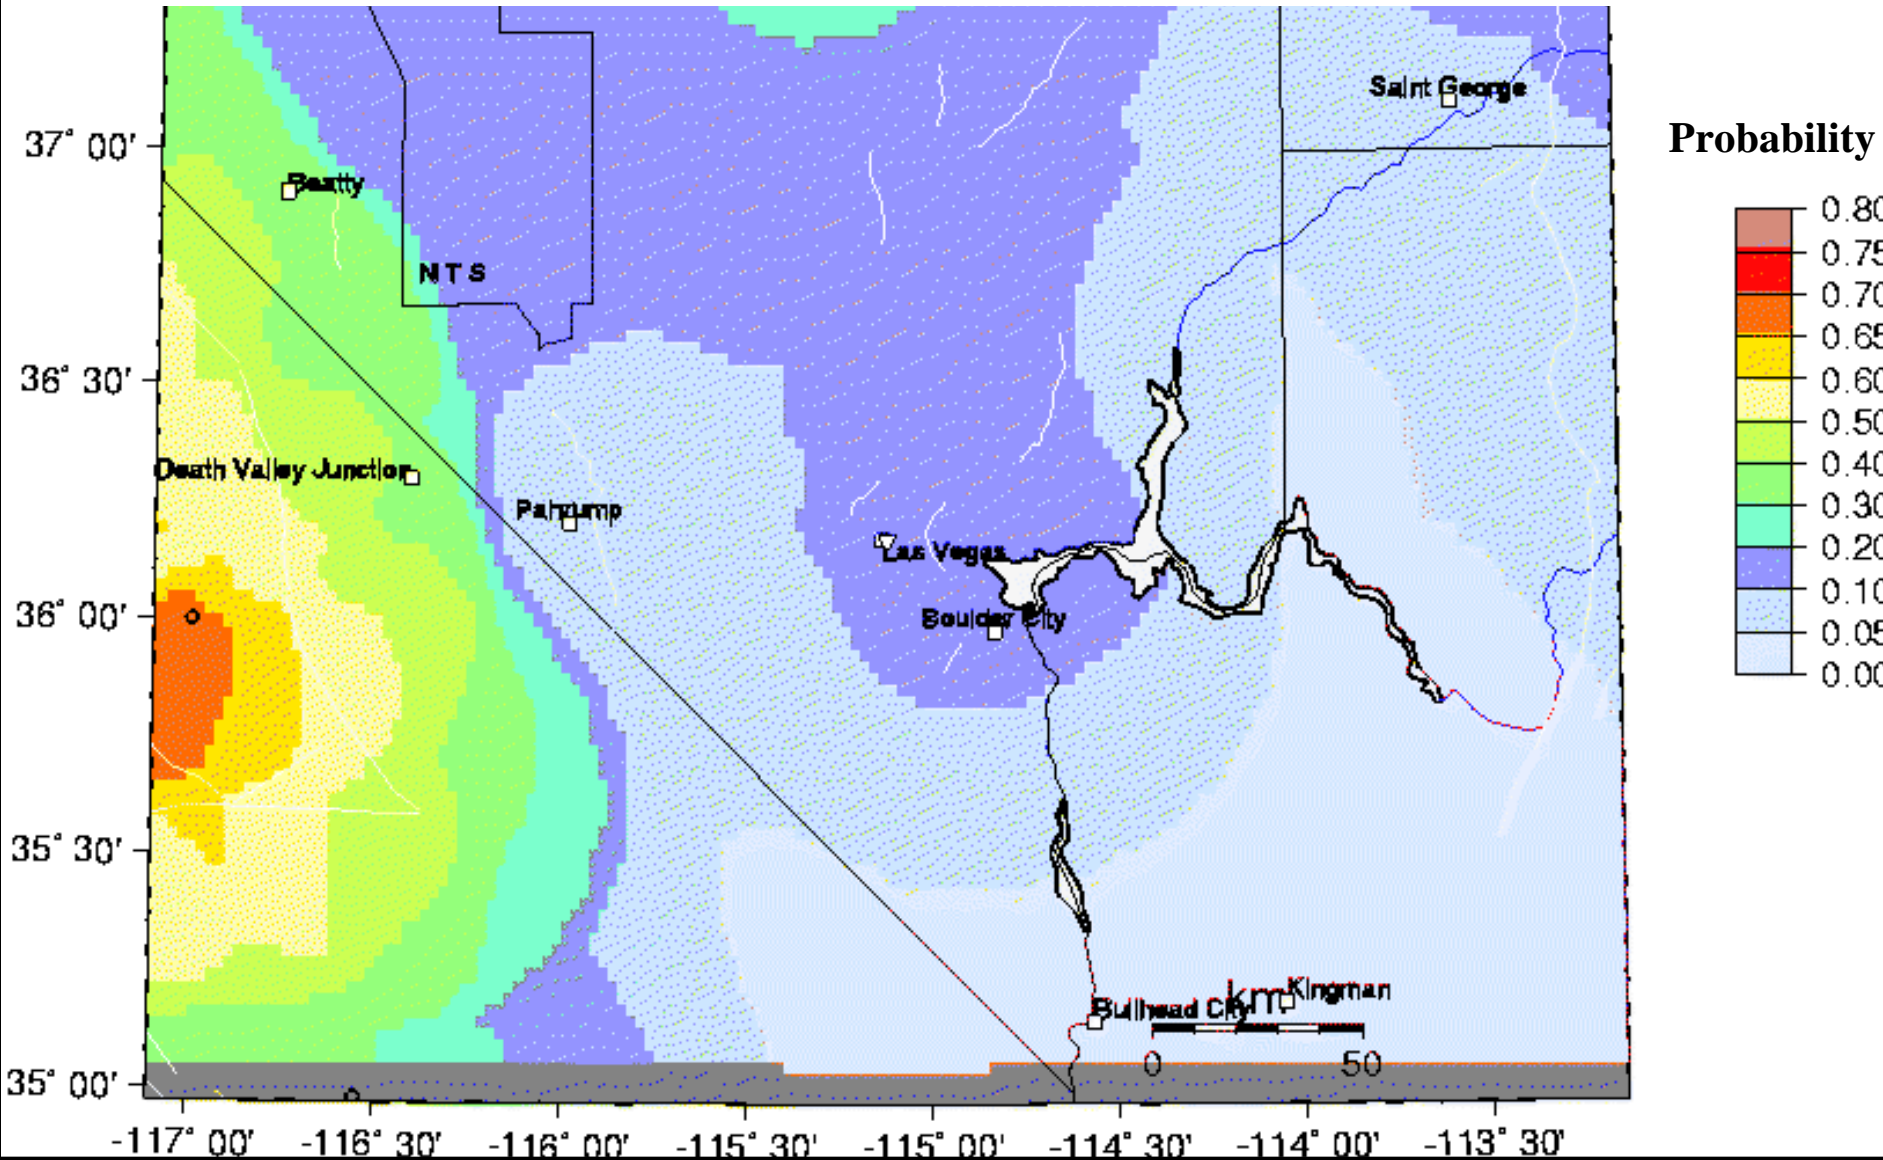 Saint George
Probability
37° 00'
Beatty
0.80
0.75
NTS
0.70
0.65
36° 30'
0.60
0.50
Death Valley Junction
0.40
Pahrump
0.30
Las Vegas
0.20
0.10
36° 00'
Boulder City
0.05
0.00
35° 30'
km
Kingman
Bullhead City
0 50
35° 00'
-117° 00' -116° 30' -116° 00' -115° 30' -115° 00' -114° 30' -114° 00' -113° 30'